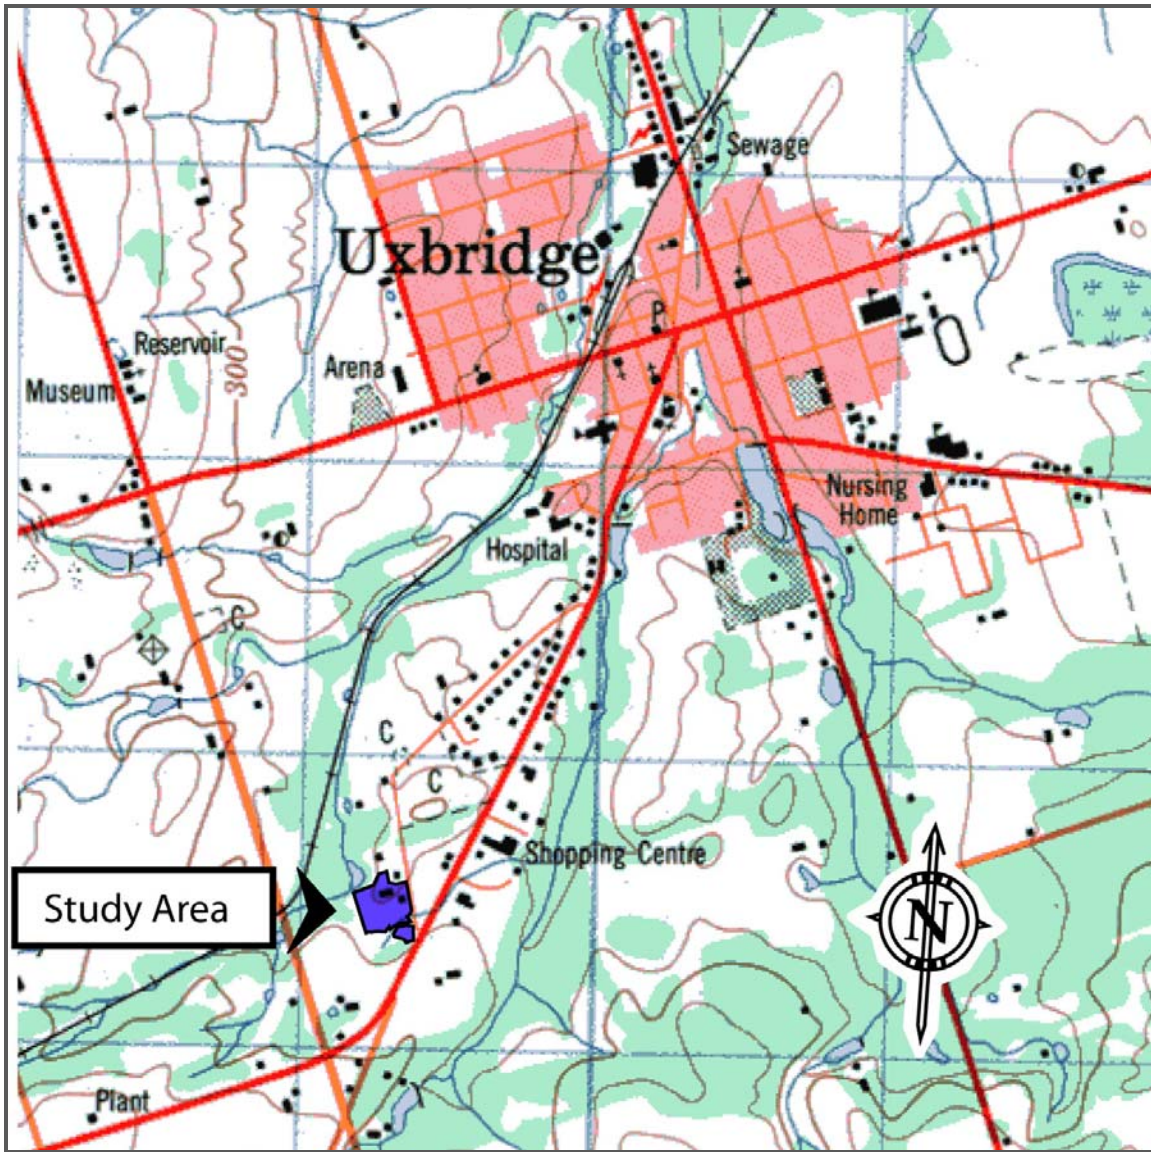 Sewage
Uxbridge
P
Reservoir
300
Arena
Museum
Nursing
Home
Hospital
C
C
C
Shopping Centre
Study Area
N
Plant